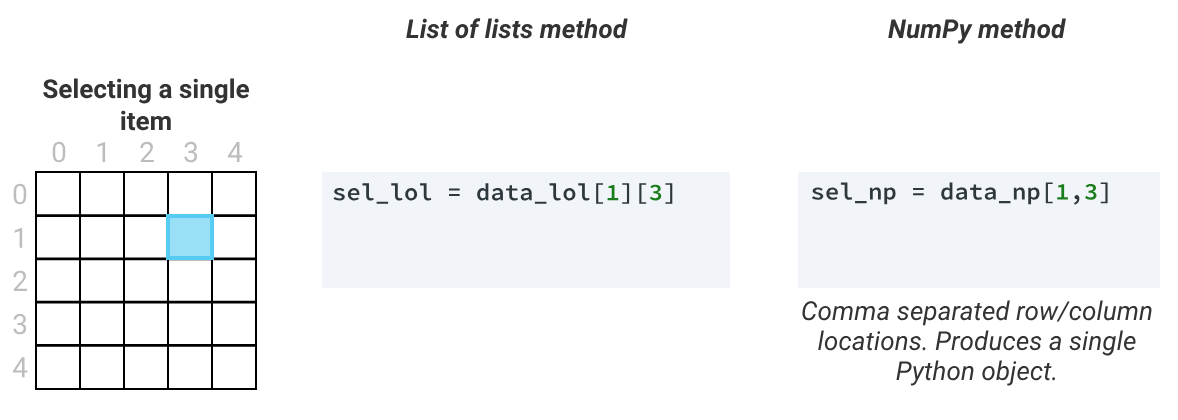 List of lists method
NumPy method
Selecting a single
item
0 1 2 3 4
0
1
2
3
4
sel_lol = data_lol[1][3]
sel_np = data_np[1,3]
Comma separated row/column
locations. Produces a single
Python object.